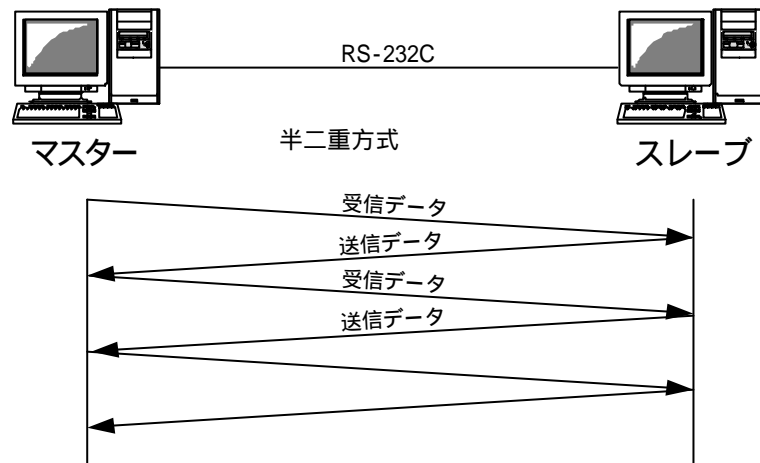 RS-232C
マスター
半二重方式
スレーブ
受信データ
送信データ
受信データ
送信データ